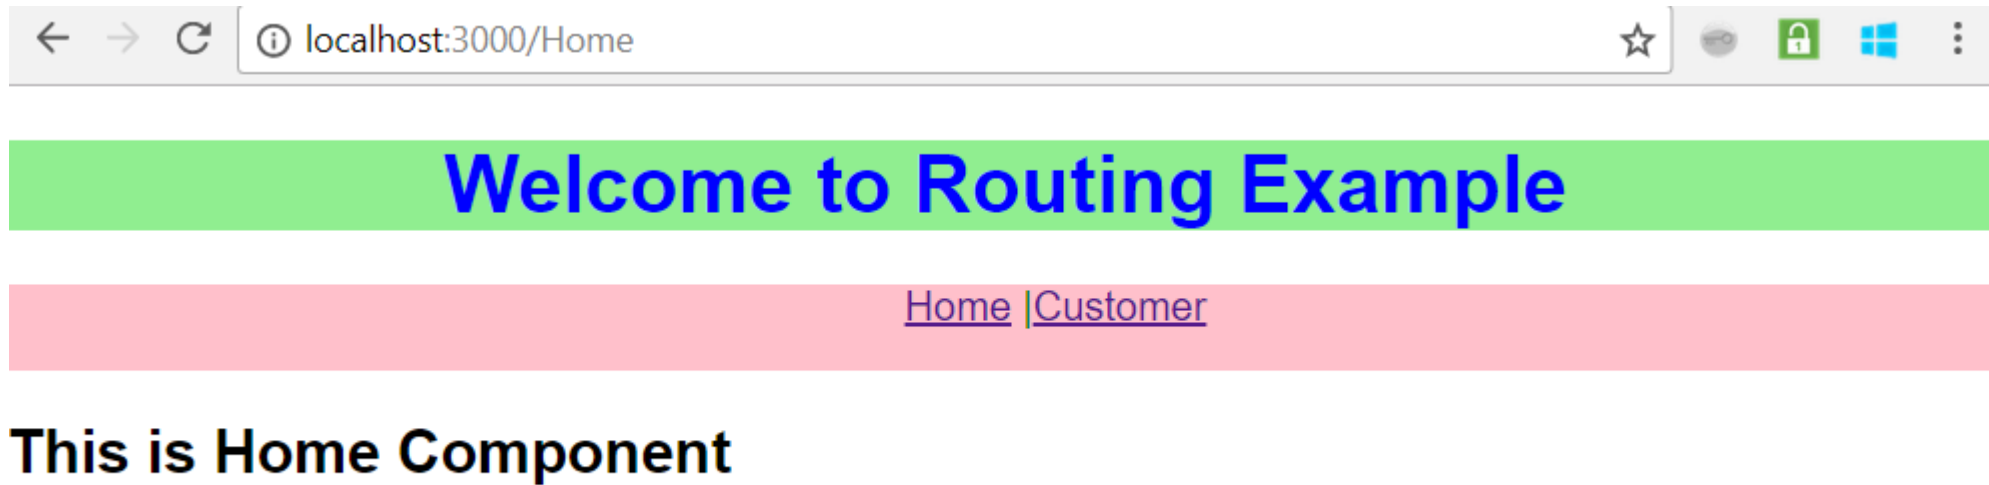 localhost:3000/Home
Welcome to Routing Example
Home |Customer
This is Home Component